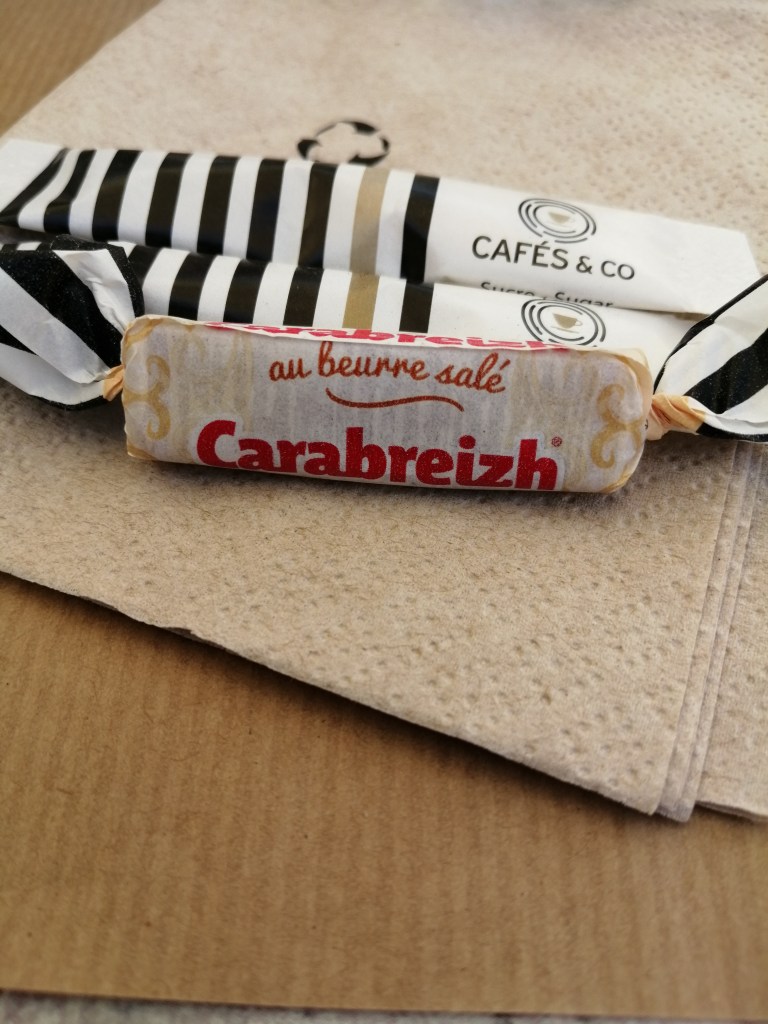 CAFÉS & CO
Sucre - Sugar
Carabreizh
au beurre salé
Carabreizh®